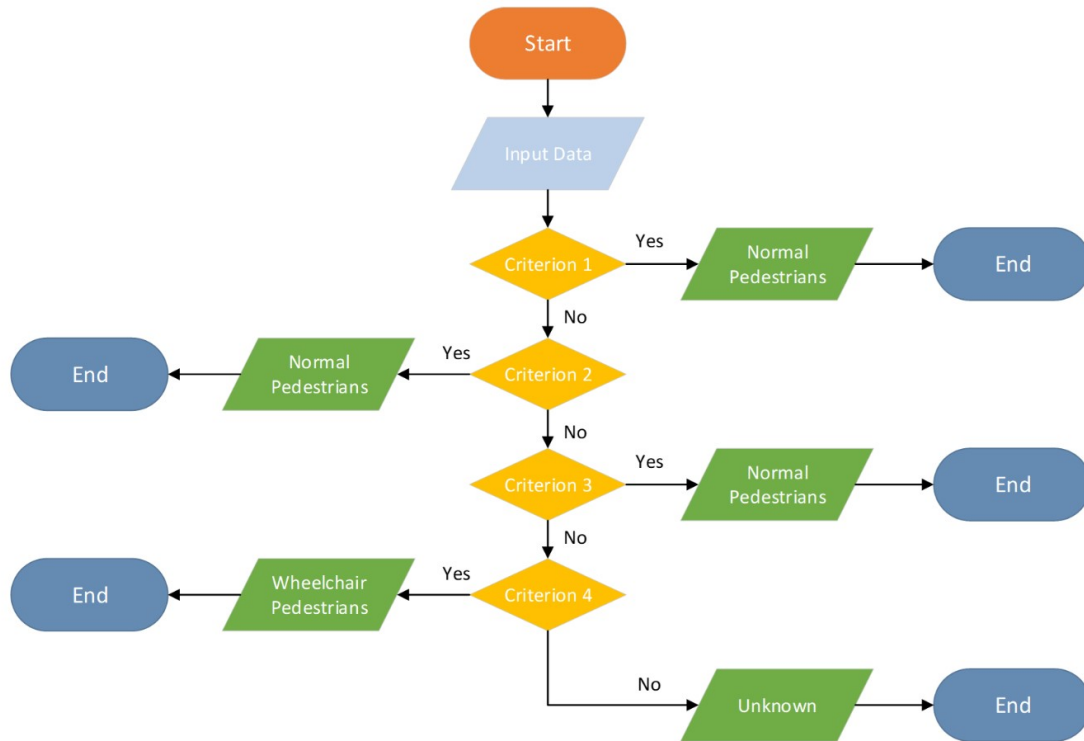 Start
Input Data
Criterion 1
Yes
Normal
Pedestrians
End
No
Criterion 2
Yes
Normal
Pedestrians
End
No
Criterion 3
Yes
Normal
Pedestrians
End
No
Criterion 4
Yes
Wheelchair
Pedestrians
End
No
Unknown
End